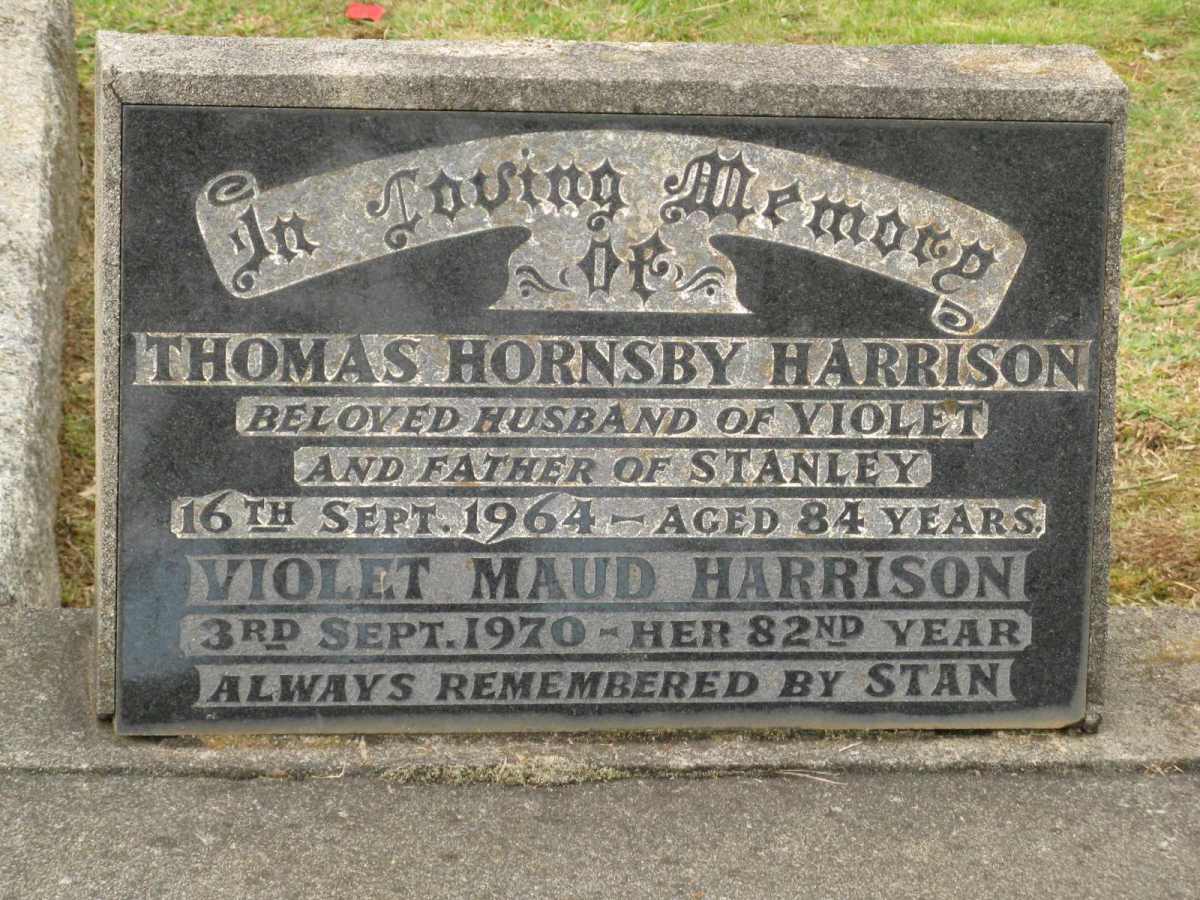 In Loving Memory
Of
THOMAS HORNSBY HARRISON
BELOVED HUSBAND OF VIOLET
AND FATHER OF STANLEY
16TH SEPT. 1964 - AGED 84 YEARS.
VIOLET MAUD HARRISON
3RD SEPT. 1970 - HER 82ND YEAR
ALWAYS REMEMBERED BY STAN